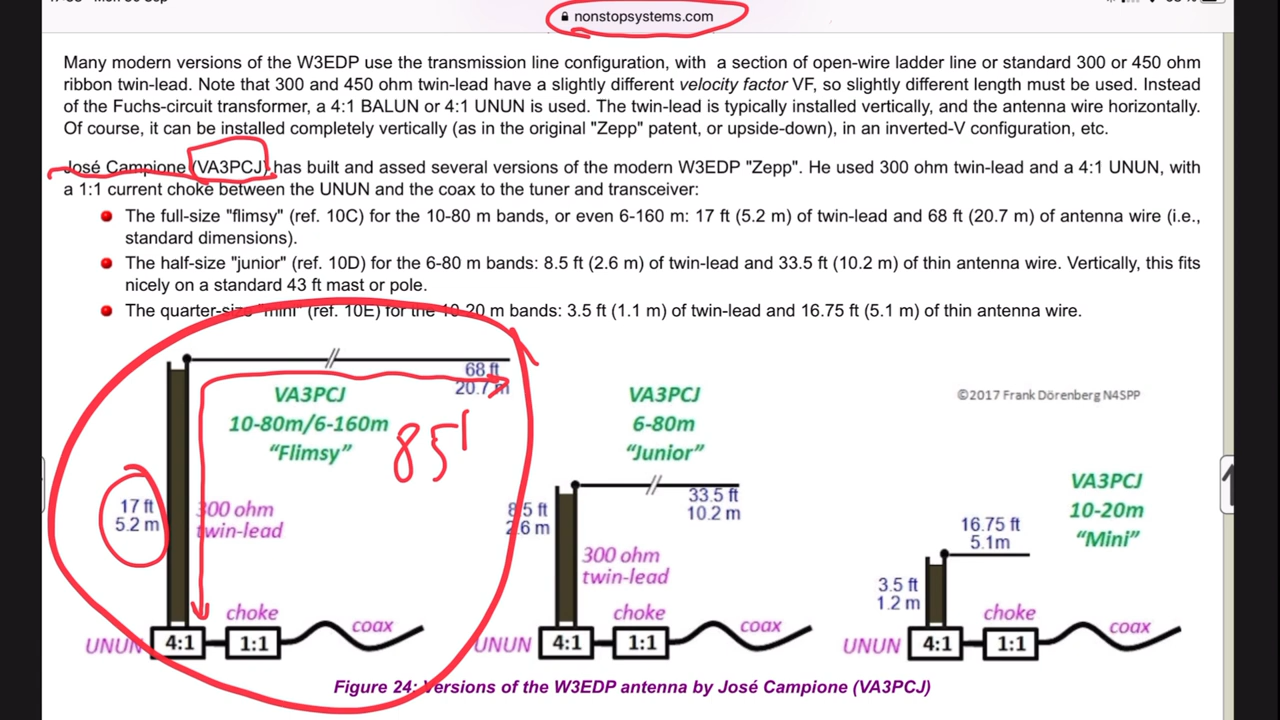 nonstopsystems.com
Many modern versions of the W3EDP use the transmission line configuration, with a section of open-wire ladder line or standard 300 or 450 ohm
ribbon twin-lead. Note that 300 and 450 ohm twin-lead have a slightly different velocity factor VF, so slightly different length must be used. Instead
of the Fuchs-circuit transformer, a 4:1 BALUN or 4:1 UNUN is used. The twin-lead is typically installed vertically, and the antenna wire horizontally.
Of course, it can be installed completely vertically (as in the original "Zepp" patent, or upside-down), in an inverted-V configuration, etc.
José Campione (VA3PCJ) has built and assed several versions of the modern W3EDP "Zepp". He used 300 ohm twin-lead and a 4:1 UNUN, with
a 1:1 current choke between the UNUN and the coax to the tuner and transceiver:
The full-size "flimsy" (ref. 10C) for the 10-80 m bands, or even 6-160 m: 17 ft (5.2 m) of twin-lead and 68 ft (20.7 m) of antenna wire (i.e.,
standard dimensions).
The half-size "junior" (ref. 10D) for the 6-80 m bands: 8.5 ft (2.6 m) of twin-lead and 33.5 ft (10.2 m) of thin antenna wire. Vertically, this fits
nicely on a standard 43 ft mast or pole.
The quarter-size "mini" (ref. 10E) for the 10-20 m bands: 3.5 ft (1.1 m) of twin-lead and 16.75 ft (5.1 m) of thin antenna wire.
68 ft
20.7 m
VA3PCJ
10-80m/6-160m
“Flimsy”
85'
17 ft
5.2 m
300 ohm
twin-lead
choke
coax
UNUN
4:1
1:1
VA3PCJ
6-80m
“Junior”
33.5 ft
10.2 m
8.5 ft
2.6 m
300 ohm
twin-lead
choke
coax
UNUN
4:1
1:1
©2017 Frank Dörenberg N4SPP
VA3PCJ
10-20m
“Mini”
16.75 ft
5.1m
3.5 ft
1.2 m
choke
coax
UNUN
4:1
1:1
Figure 24: Versions of the W3EDP antenna by José Campione (VA3PCJ)